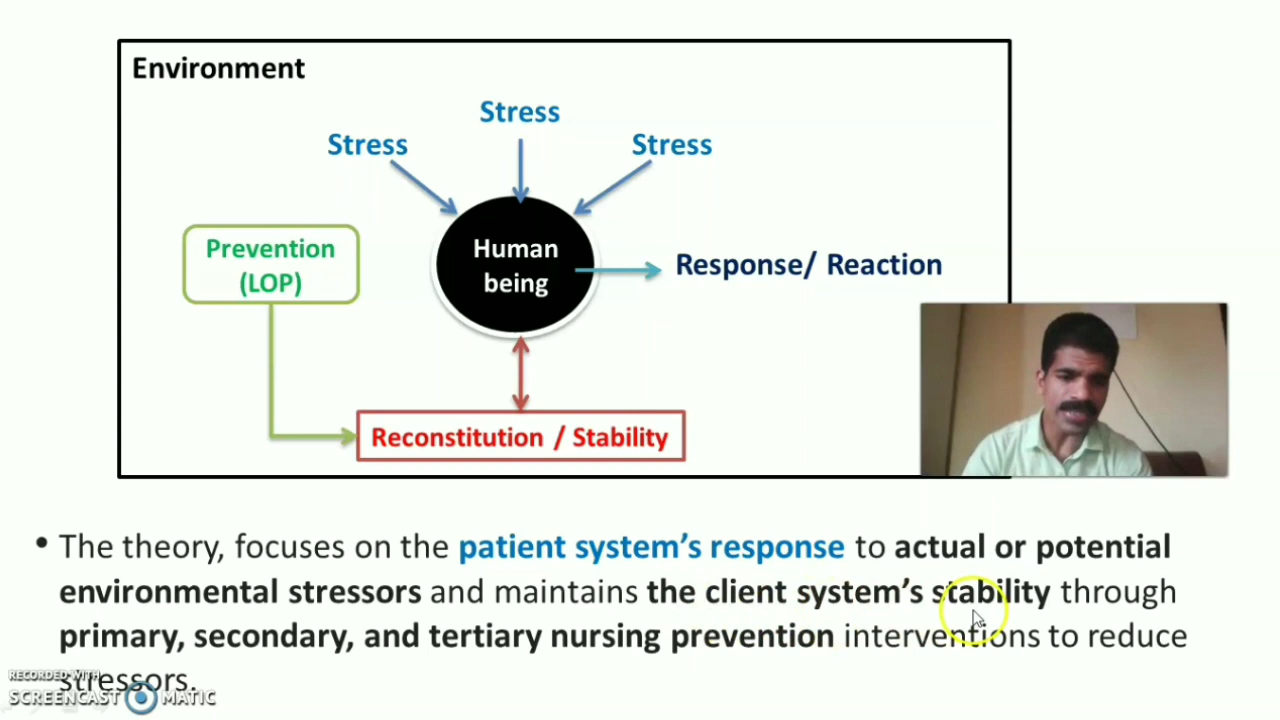 Environment
Stress
Stress
Stress
Prevention
(LOP)
Human
being
Response/ Reaction
Reconstitution / Stability
• The theory, focuses on the patient system's response to actual or potential
environmental stressors and maintains the client system's stability through
primary, secondary, and tertiary nursing prevention interventions to reduce
stressors.
RECORDED WITH
SCREENCAST MATIC